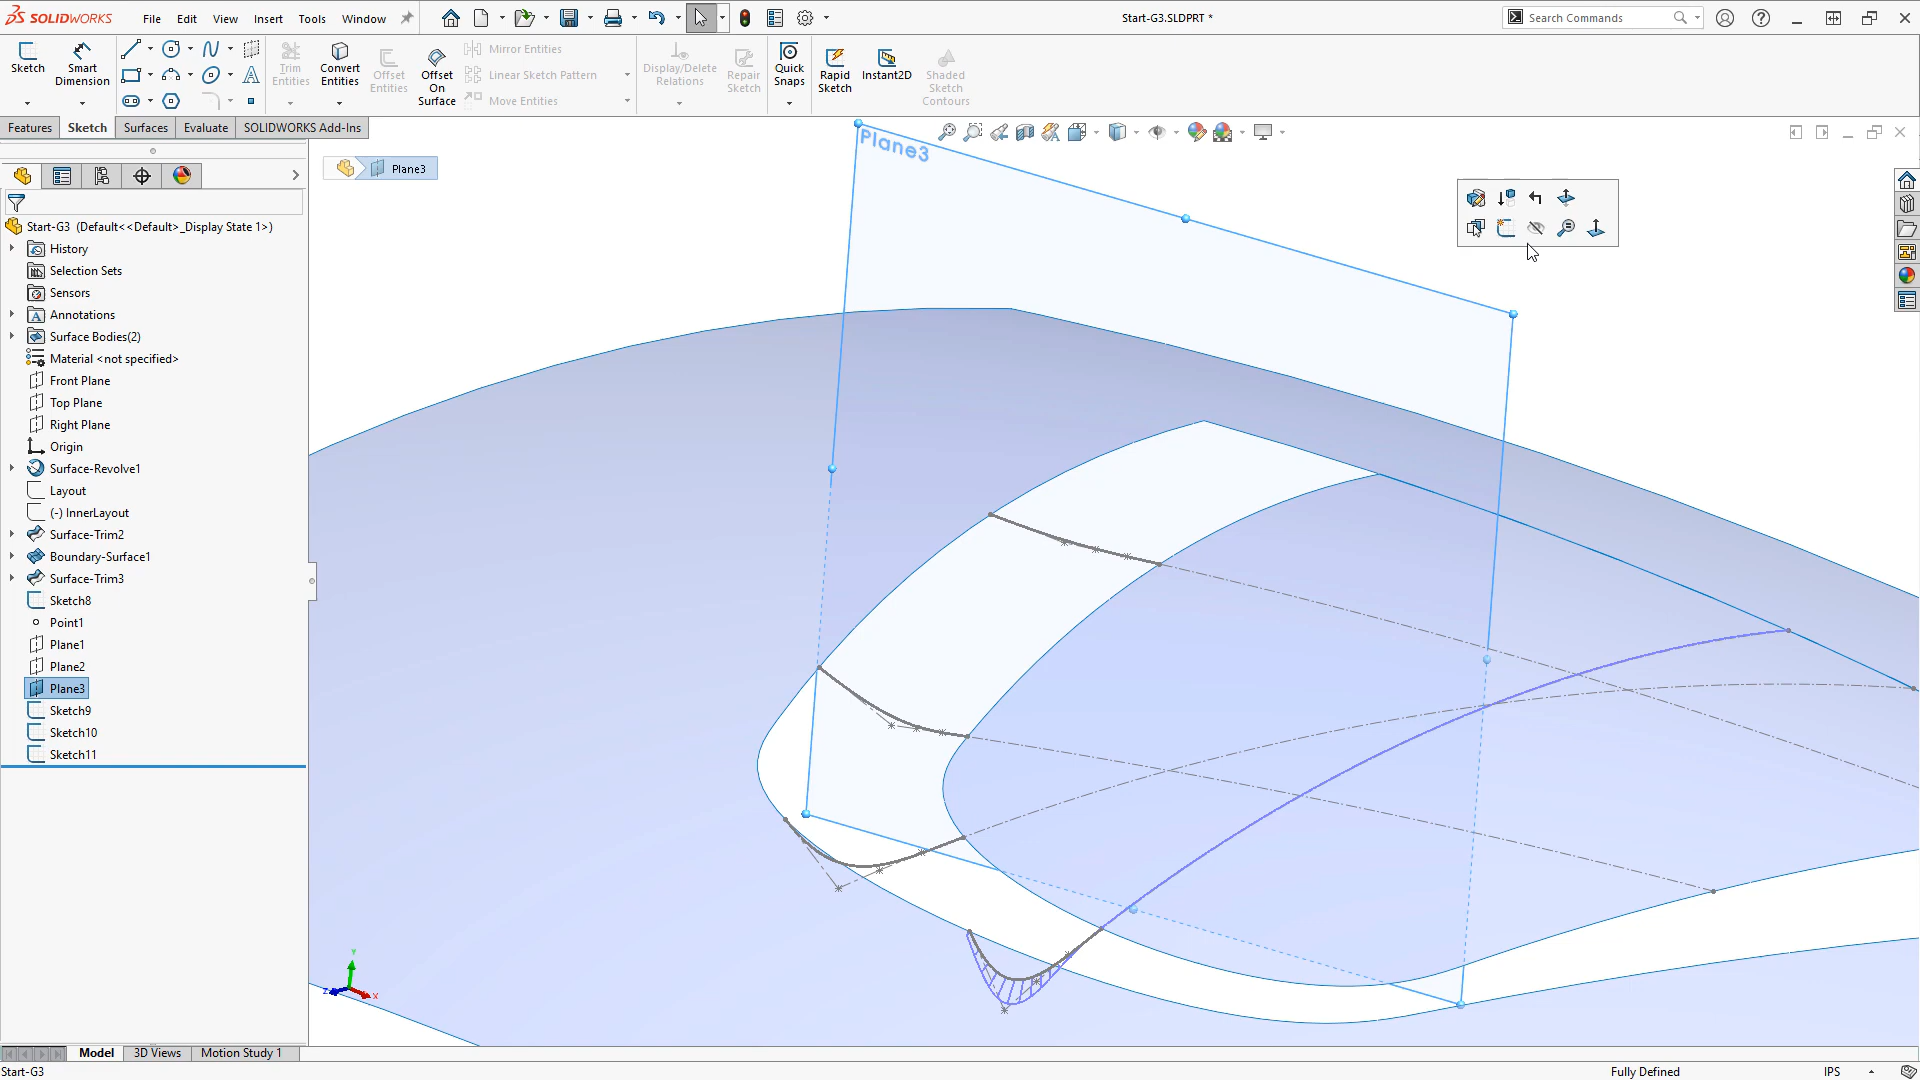 SOLIDWORKS
File Edit View Insert Tools Window
Start-G3.SLDPRT *
Search Commands
Sketch
Smart Dimension
Trim Entities
Convert Entities
Offset Entities
Offset On Surface
Mirror Entities
Linear Sketch Pattern
Move Entities
Display/Delete Relations
Repair Sketch
Quick Snaps
Rapid Sketch
Instant2D
Shaded Sketch Contours
Features Sketch Surfaces Evaluate SOLIDWORKS Add-Ins
Plane3
Plane3
Start-G3 (Default<<Default>_Display State 1>)
History
Selection Sets
Sensors
Annotations
Surface Bodies(2)
Material <not specified>
Front Plane
Top Plane
Right Plane
Origin
Surface-Revolve1
Layout
(-) InnerLayout
Surface-Trim2
Boundary-Surface1
Surface-Trim3
Sketch8
Point1
Plane1
Plane2
Plane3
Sketch9
Sketch10
Sketch11
Y
Z
X
Model 3D Views Motion Study 1
Start-G3
Fully Defined
IPS